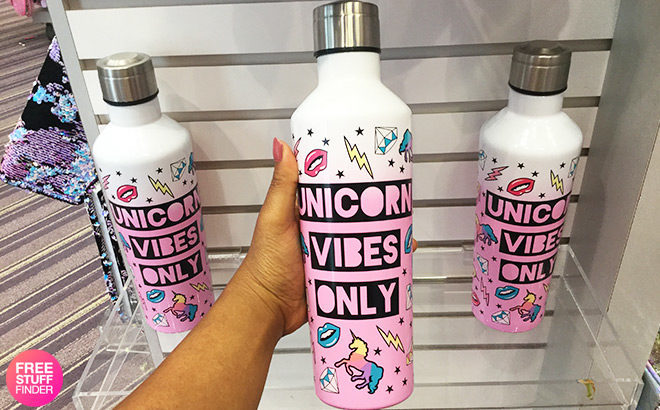 UNICORN
VIBES
ONLY
UNICORN
VIBES
ONLY
UNICORN
VIBES
ONLY
FREE
STUFF
FINDER